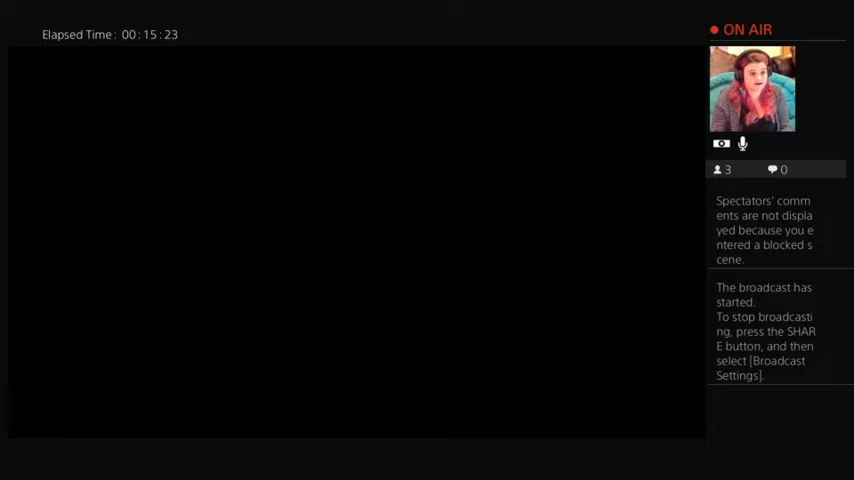 Elapsed Time: 00:15:23
ON AIR
3 0
Spectators' comm
ents are not displa
yed because you e
ntered a blocked s
cene.
The broadcast has
started.
To stop broadcasti
ng, press the SHAR
E button, and then
select [Broadcast
Settings].